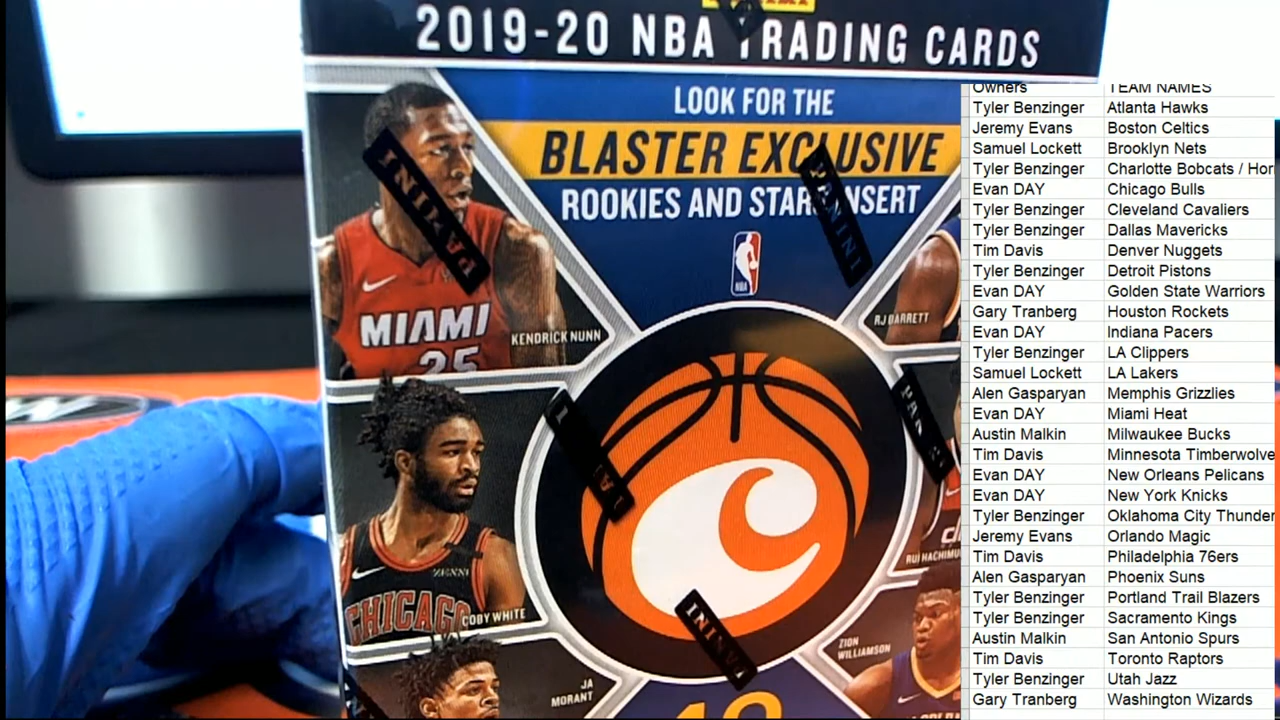 2019-20 NBA TRADING CARDS
LOOK FOR THE
BLASTER EXCLUSIVE
ROOKIES AND STARS INSERT
NBA
PANINI
PANINI
PANINI
MIAMI
25
KENDRICK NUNN
RJ BARRETT
CHICAGO
COBY WHITE
ZENNI
RUI HACHIMU
ZION
WILLIAMSON
JA
MORANT
Owners TEAM NAMES
Tyler Benzinger Atlanta Hawks
Jeremy Evans Boston Celtics
Samuel Lockett Brooklyn Nets
Tyler Benzinger Charlotte Bobcats / Hor
Evan DAY Chicago Bulls
Tyler Benzinger Cleveland Cavaliers
Tyler Benzinger Dallas Mavericks
Tim Davis Denver Nuggets
Tyler Benzinger Detroit Pistons
Evan DAY Golden State Warriors
Gary Tranberg Houston Rockets
Evan DAY Indiana Pacers
Tyler Benzinger LA Clippers
Samuel Lockett LA Lakers
Alen Gasparyan Memphis Grizzlies
Evan DAY Miami Heat
Austin Malkin Milwaukee Bucks
Tim Davis Minnesota Timberwolve
Evan DAY New Orleans Pelicans
Evan DAY New York Knicks
Tyler Benzinger Oklahoma City Thunder
Jeremy Evans Orlando Magic
Tim Davis Philadelphia 76ers
Alen Gasparyan Phoenix Suns
Tyler Benzinger Portland Trail Blazers
Tyler Benzinger Sacramento Kings
Austin Malkin San Antonio Spurs
Tim Davis Toronto Raptors
Tyler Benzinger Utah Jazz
Gary Tranberg Washington Wizards